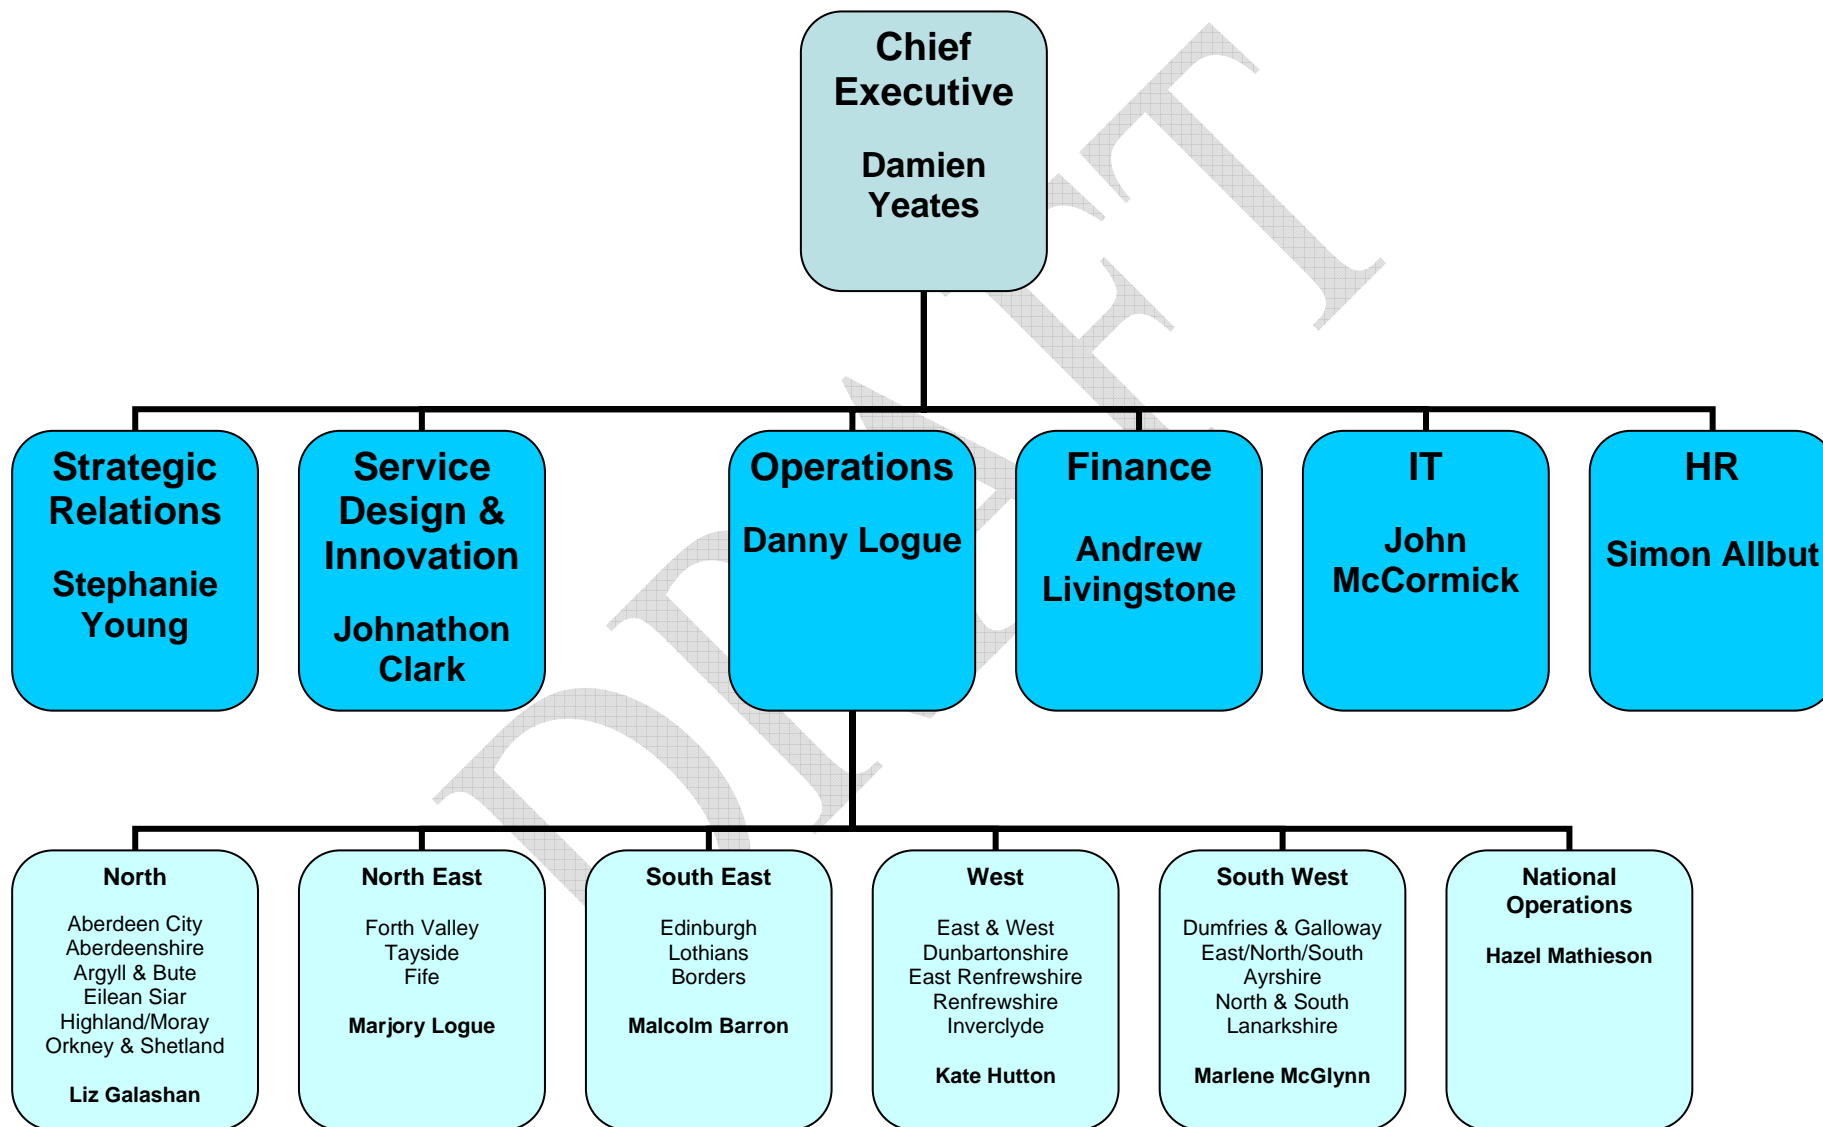 Chief
Executive
Damien
Yeates
Strategic
Relations
Stephanie
Young
Service
Design &
Innovation
Johnathon
Clark
Operations
Danny Logue
Finance
Andrew
Livingstone
IT
John
McCormick
HR
Simon Allbut
North
Aberdeen City
Aberdeenshire
Argyll & Bute
Eilean Siar
Highland/Moray
Orkney & Shetland
Liz Galashan
North East
Forth Valley
Tayside
Fife
Marjory Logue
South East
Edinburgh
Lothians
Borders
Malcolm Barron
West
East & West
Dunbartonshire
East Renfrewshire
Renfrewshire
Inverclyde
Kate Hutton
South West
Dumfries & Galloway
East/North/South
Ayrshire
North & South
Lanarkshire
Marlene McGlynn
National
Operations
Hazel Mathieson
DRAFT